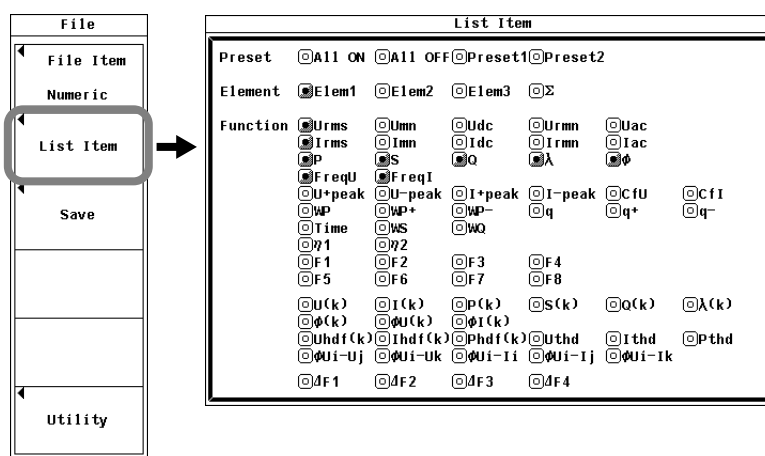 File
File Item
Numeric
List Item
Save
Utility
List Item
Preset All ON All OFF Preset1 Preset2
Element Elem1 Elem2 Elem3 Σ
Function Urms Umn Udc Urmn Uac
Irms Imn Idc Irmn Iac
P S Q λ ϕ
FreqU FreqI
U+peak U-peak I+peak I-peak CfU CfI
WP WP+ WP- q q+ q-
Time WS WQ
η1 η2
F1 F2 F3 F4
F5 F6 F7 F8
U(k) I(k) P(k) S(k) Q(k) λ(k)
ϕ(k) ϕU(k) ϕI(k)
Uhdf(k) Ihdf(k) Phdf(k) Uthd Ithd Pthd
ϕUi-Uj ϕUi-Uk ϕUi-Ii ϕUi-Ij ϕUi-Ik
ΔF1 ΔF2 ΔF3 ΔF4